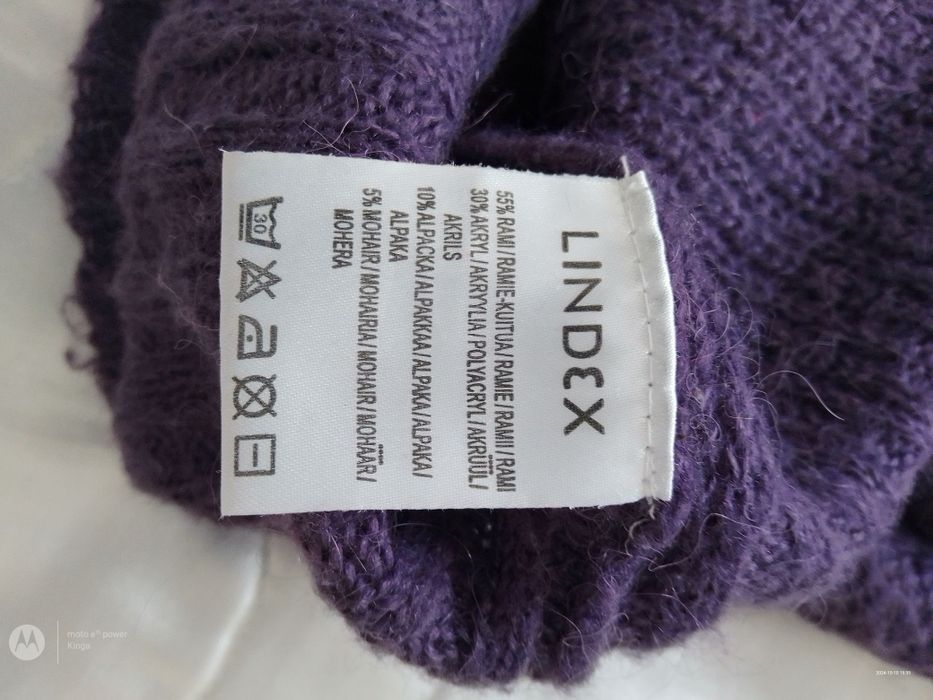 LINDEX
55% RAMI / RAMIE-KUITUA / RAMIE / RAMII / RAMI
30% AKRYL / AKRYYLIA / POLYACRYL / AKRÜÜL /
AKRILS
10% ALPACKA / ALPAKKAA / ALPAKA / ALPAKA /
ALPAKA
5% MOHAIR / MOHAIRIA / MOHAIR / MOHÄÄR /
MOHERA
30
moto e¹³ power
Kinga